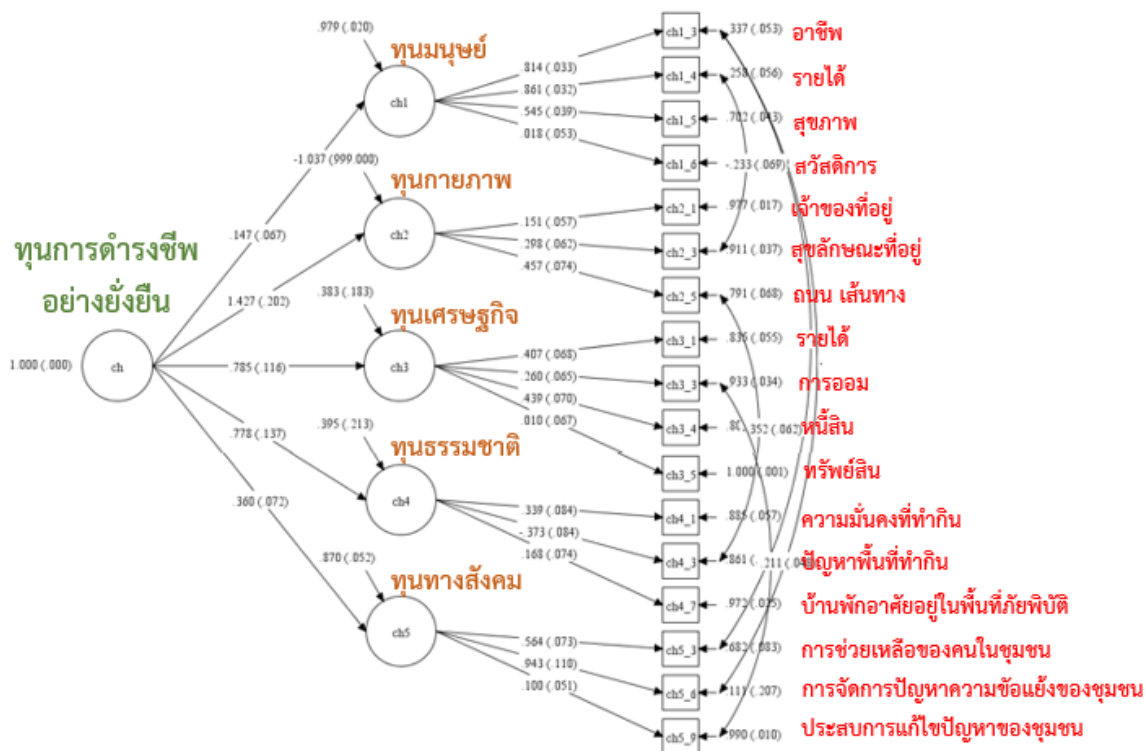 .979 (.020)
ทุนมนุษย์
ch1
.814 (.033)
.861 (.032)
.545 (.039)
.018 (.053)
ch1_3
.337 (.053)
อาชีพ
ch1_4
.258 (.056)
รายได้
ch1_5
.702 (.043)
สุขภาพ
ch1_6
-.233 (.069)
สวัสดิการ
-1.037 (999.000)
ทุนกายภาพ
ch2
.151 (.057)
.298 (.062)
.457 (.074)
ch2_1
.977 (.017)
เจ้าของที่อยู่
ch2_3
.911 (.037)
สุขลักษณะที่อยู่
ch2_5
.791 (.068)
ถนน เส้นทาง
ทุนการดำรงชีพ
อย่างยั่งยืน
1.000 (.000)
ch
.147 (.067)
1.427 (.202)
.785 (.116)
.778 (.137)
.360 (.072)
.383 (.183)
ทุนเศรษฐกิจ
ch3
.407 (.068)
.260 (.065)
.439 (.070)
.010 (.067)
ch3_1
.835 (.055)
รายได้
ch3_3
.933 (.034)
การออม
ch3_4
.352 (.062)
หนี้สิน
ch3_5
1.000 (.001)
ทรัพย์สิน
.395 (.213)
ทุนธรรมชาติ
ch4
.339 (.084)
-.373 (.084)
.168 (.074)
ch4_1
.885 (.057)
ความมั่นคงที่ทำกิน
ch4_3
.861
.211
ปัญหาพื้นที่ทำกิน
ch4_7
.972 (.025)
บ้านพักอาศัยอยู่ในพื้นที่ภัยพิบัติ
.870 (.052)
ทุนทางสังคม
ch5
.564 (.073)
.943 (.110)
.100 (.051)
ch5_3
.682 (.083)
การช่วยเหลือของคนในชุมชน
ch5_6
.111 (.207)
การจัดการปัญหาความขัอแย้งของชุมชน
ch5_9
.990 (.010)
ประสบการแก้ไขปัญหาของชุมชน